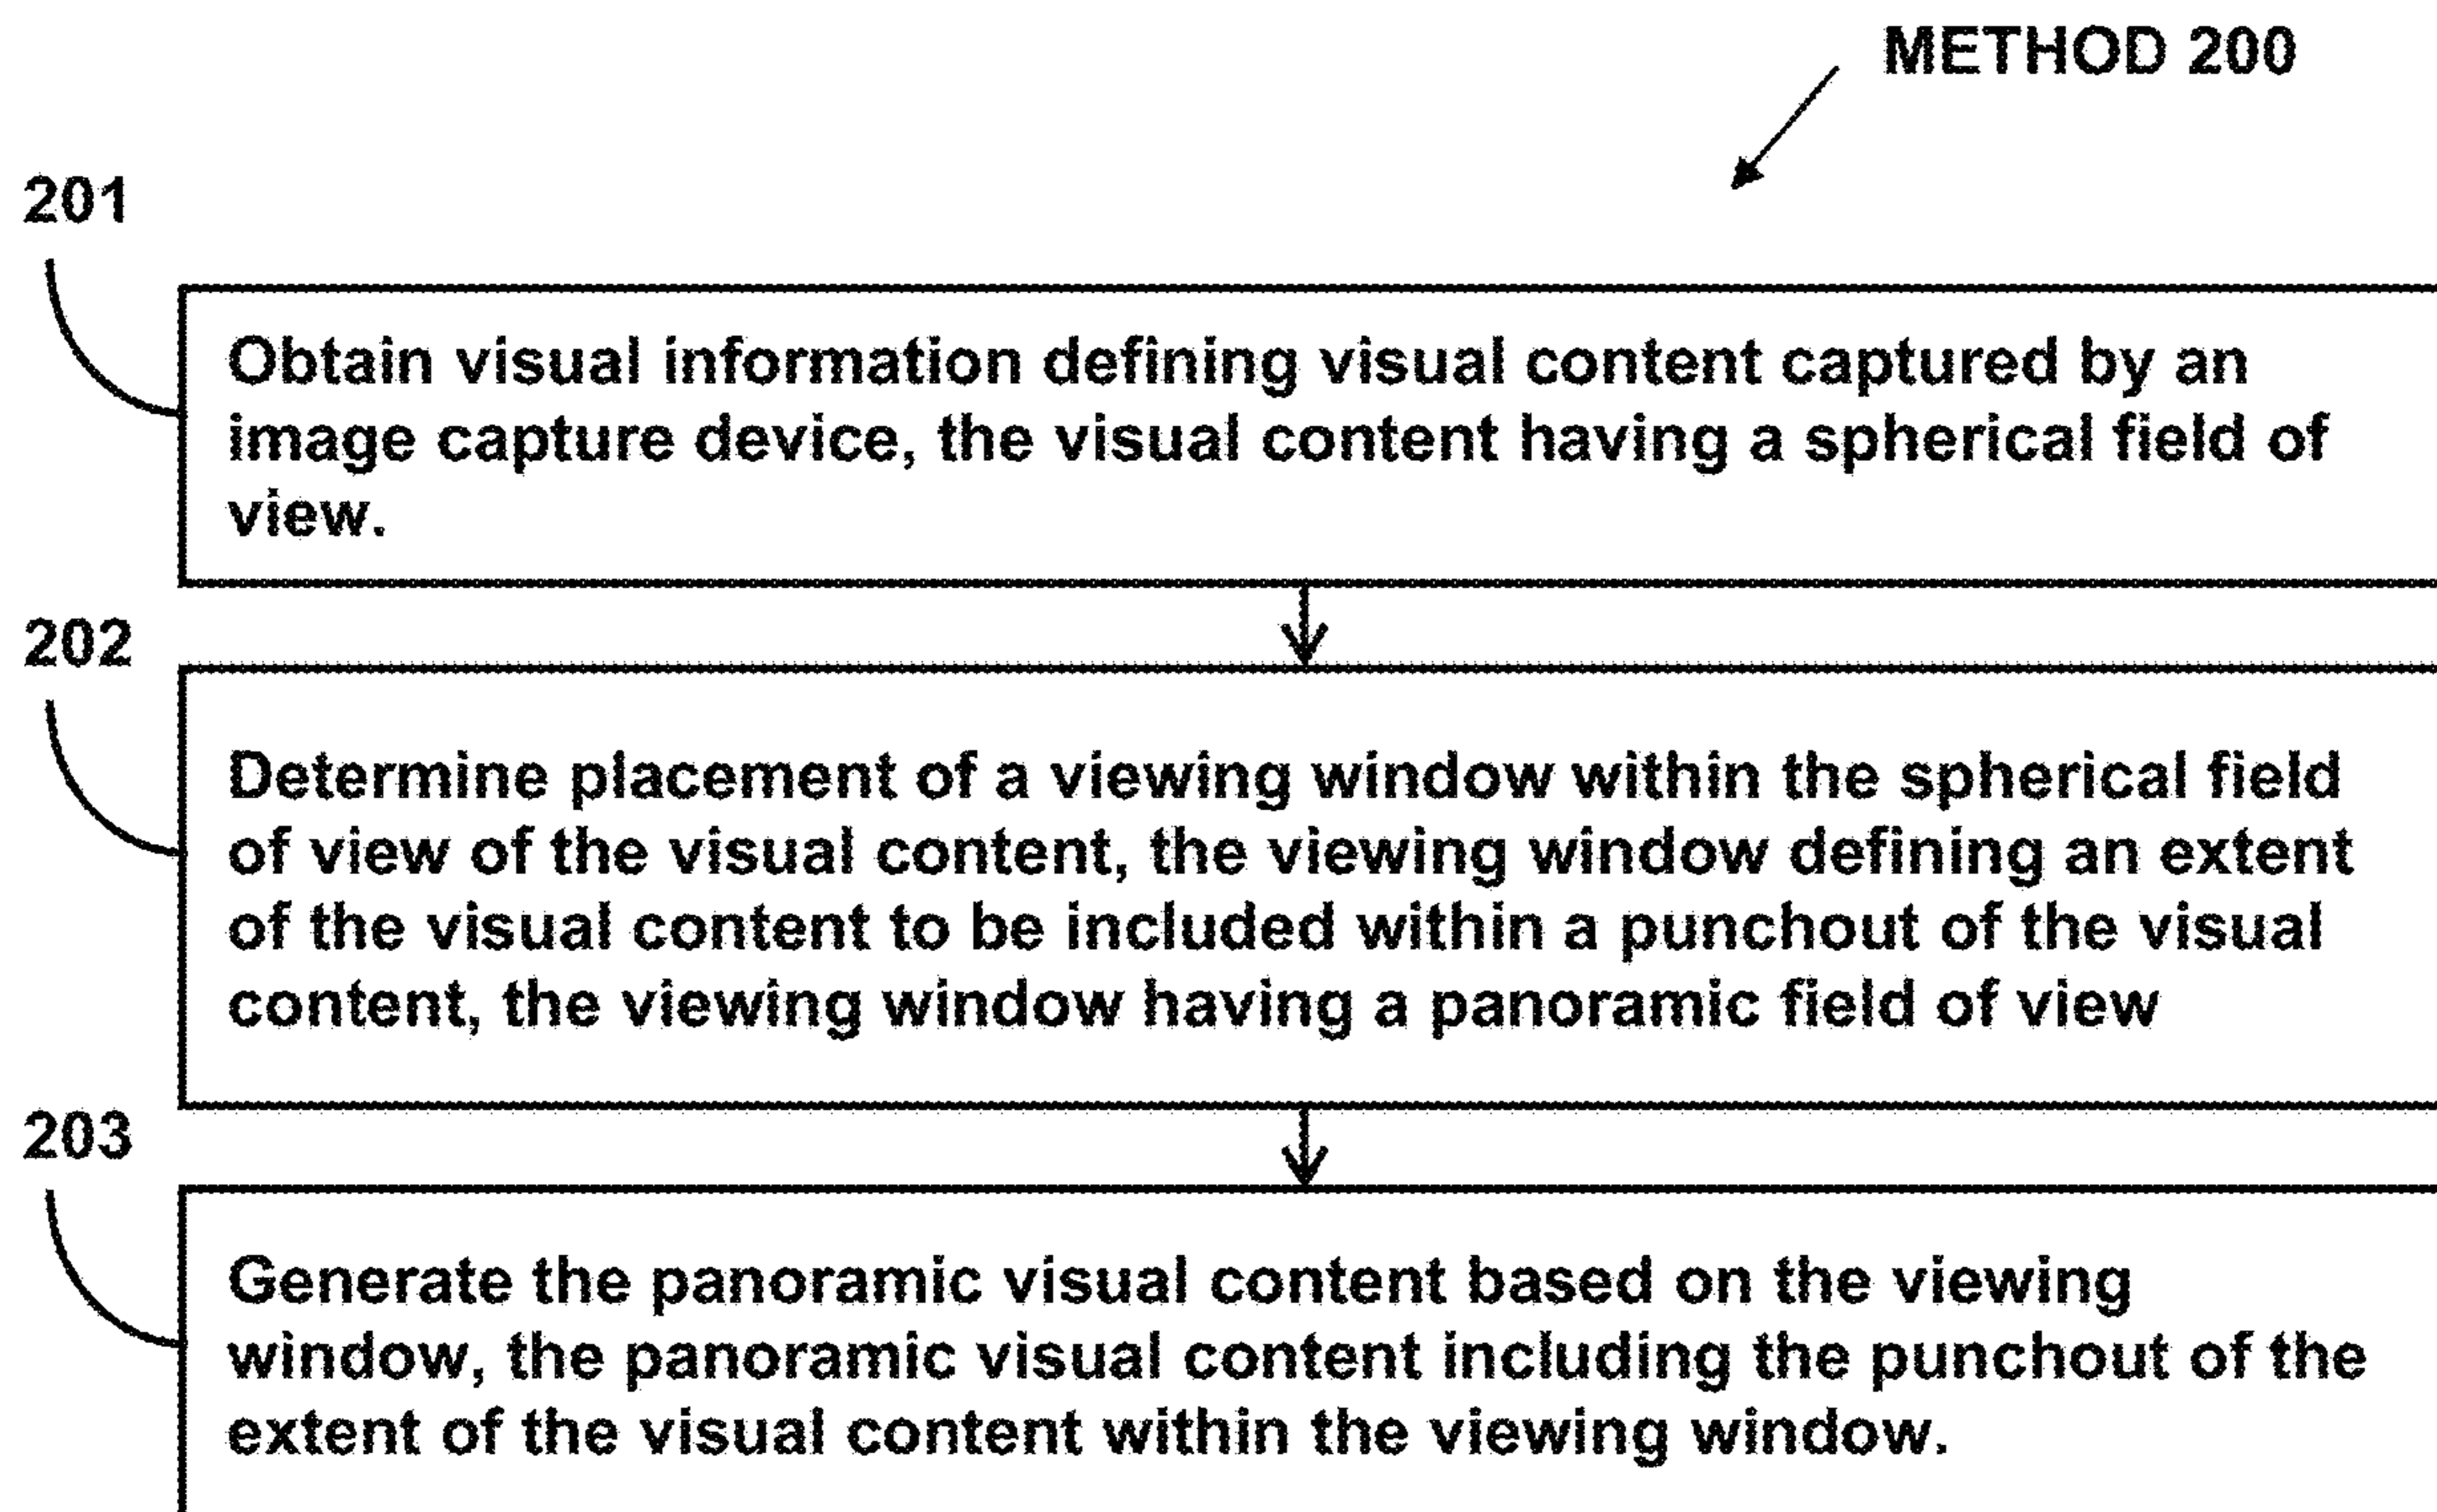 METHOD 200
201
Obtain visual information defining visual content captured by an
image capture device, the visual content having a spherical field of
view.
202
Determine placement of a viewing window within the spherical field
of view of the visual content, the viewing window defining an extent
of the visual content to be included within a punchout of the visual
content, the viewing window having a panoramic field of view
203
Generate the panoramic visual content based on the viewing
window, the panoramic visual content including the punchout of the
extent of the visual content within the viewing window.